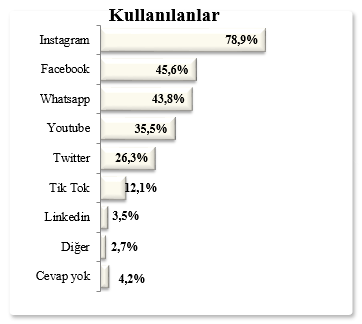 Kullanılanlar
Instagram 78,9%
Facebook 45,6%
Whatsapp 43,8%
Youtube 35,5%
Twitter 26,3%
Tik Tok 12,1%
Linkedin 3,5%
Diğer 2,7%
Cevap yok 4,2%